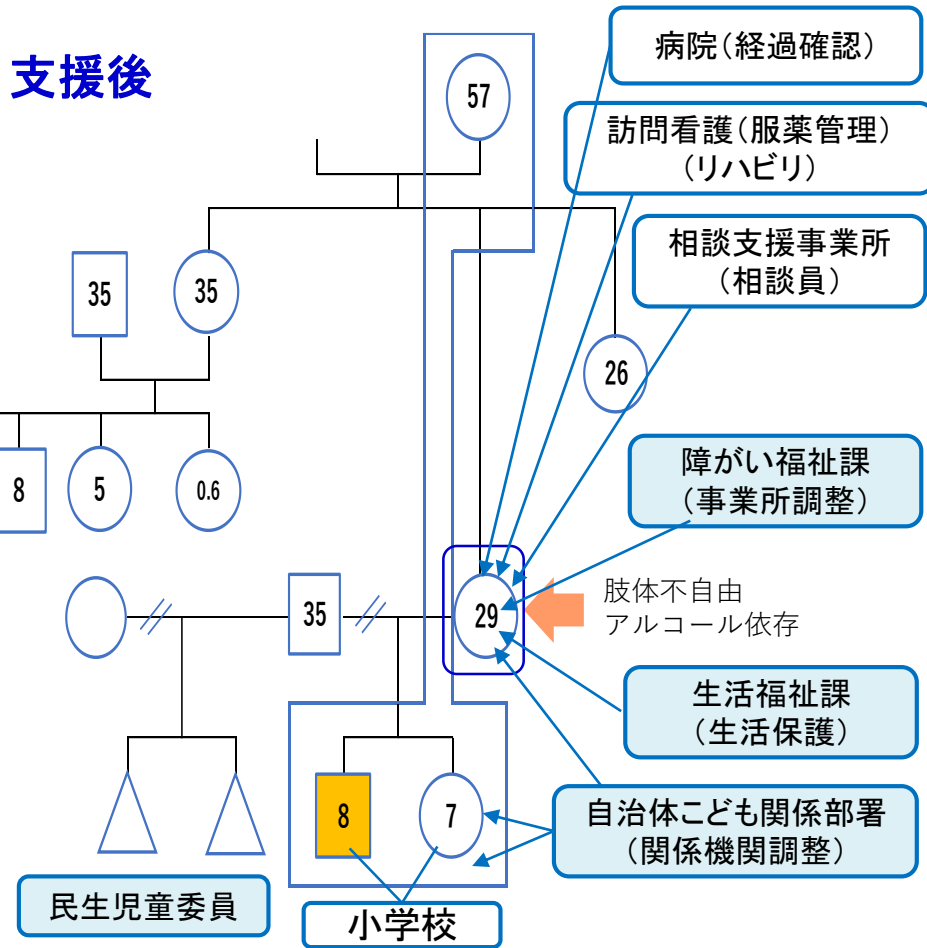 支援後
57
病院(経過確認)
訪問看護(服薬管理)
(リハビリ)
相談支援事業所
(相談員)
35
35
26
8
5
0.6
障がい福祉課
(事業所調整)
35
29
肢体不自由
アルコール依存
生活福祉課
(生活保護)
8
7
自治体こども関係部署
(関係機関調整)
民生児童委員
小学校